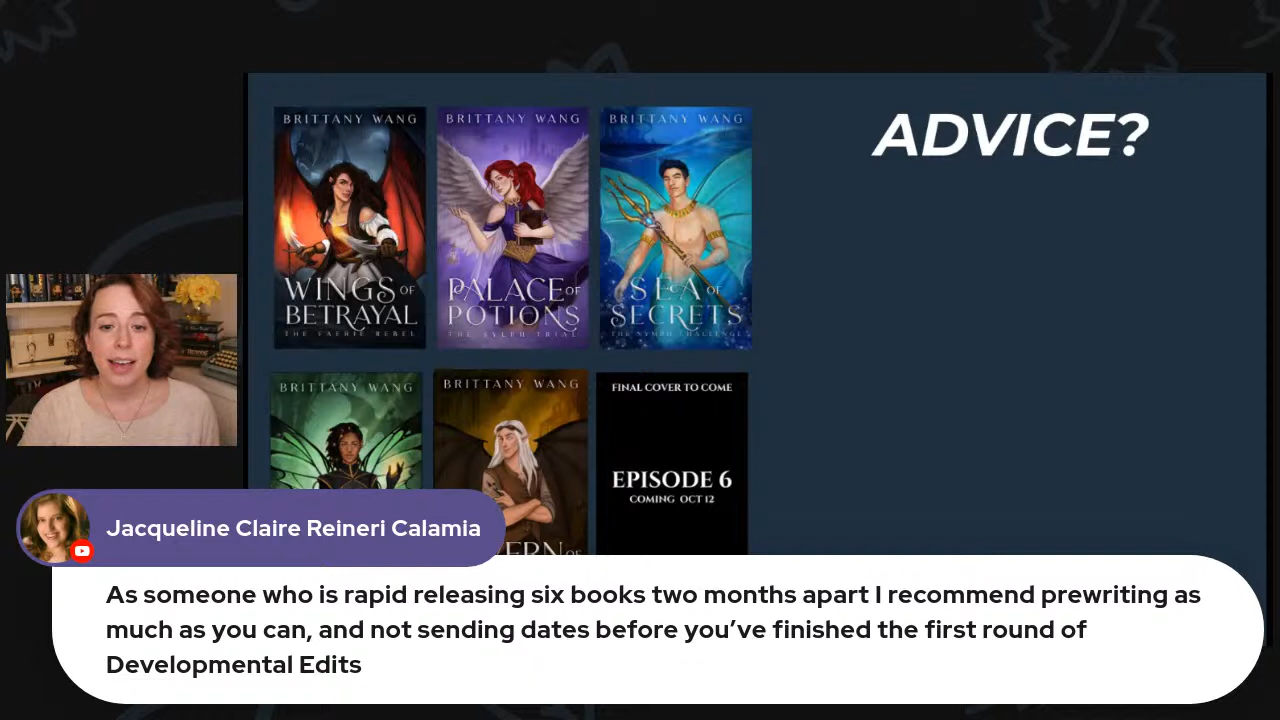 ADVICE?
BRITTANY WANG
WINGS OF
BETRAYAL
THE FAERIE REBEL
BRITTANY WANG
PALACE OF
POTIONS
THE SYLPH TRIAL
BRITTANY WANG
SEA OF
SECRETS
THE NYMPH CHALLENGE
BRITTANY WANG
BRITTANY WANG
FINAL COVER TO COME
EPISODE 6
COMING OCT 12
Jacqueline Claire Reineri Calamia
As someone who is rapid releasing six books two months apart I recommend prewriting as
much as you can, and not sending dates before you’ve finished the first round of
Developmental Edits